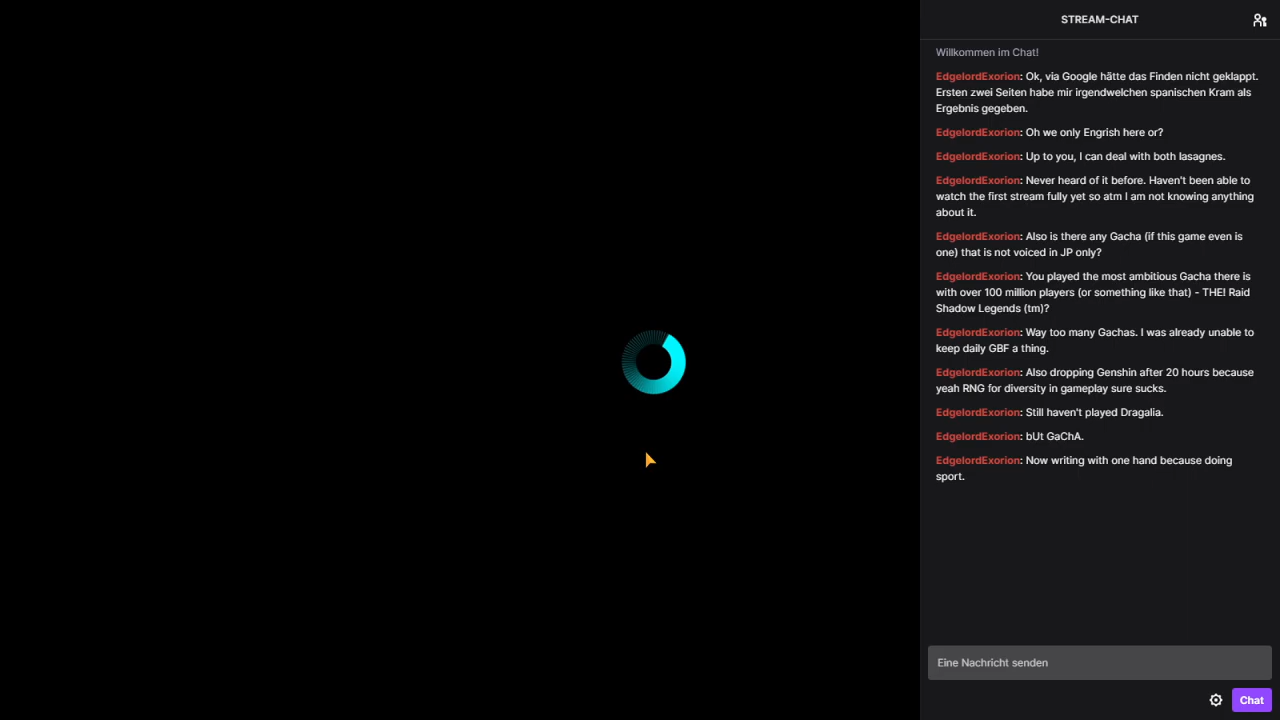 STREAM-CHAT
Willkommen im Chat!
EdgelordExorion: Ok, via Google hätte das Finden nicht geklappt.
Ersten zwei Seiten habe mir irgendwelchen spanischen Kram als
Ergebnis gegeben.
EdgelordExorion: Oh we only Engrish here or?
EdgelordExorion: Up to you, I can deal with both lasagnes.
EdgelordExorion: Never heard of it before. Haven't been able to
watch the first stream fully yet so atm I am not knowing anything
about it.
EdgelordExorion: Also is there any Gacha (if this game even is
one) that is not voiced in JP only?
EdgelordExorion: You played the most ambitious Gacha there is
with over 100 million players (or something like that) - THE! Raid
Shadow Legends (tm)?
EdgelordExorion: Way too many Gachas. I was already unable to
keep daily GBF a thing.
EdgelordExorion: Also dropping Genshin after 20 hours because
yeah RNG for diversity in gameplay sure sucks.
EdgelordExorion: Still haven't played Dragalia.
EdgelordExorion: bUt GaChA.
EdgelordExorion: Now writing with one hand because doing
sport.
Eine Nachricht senden
Chat